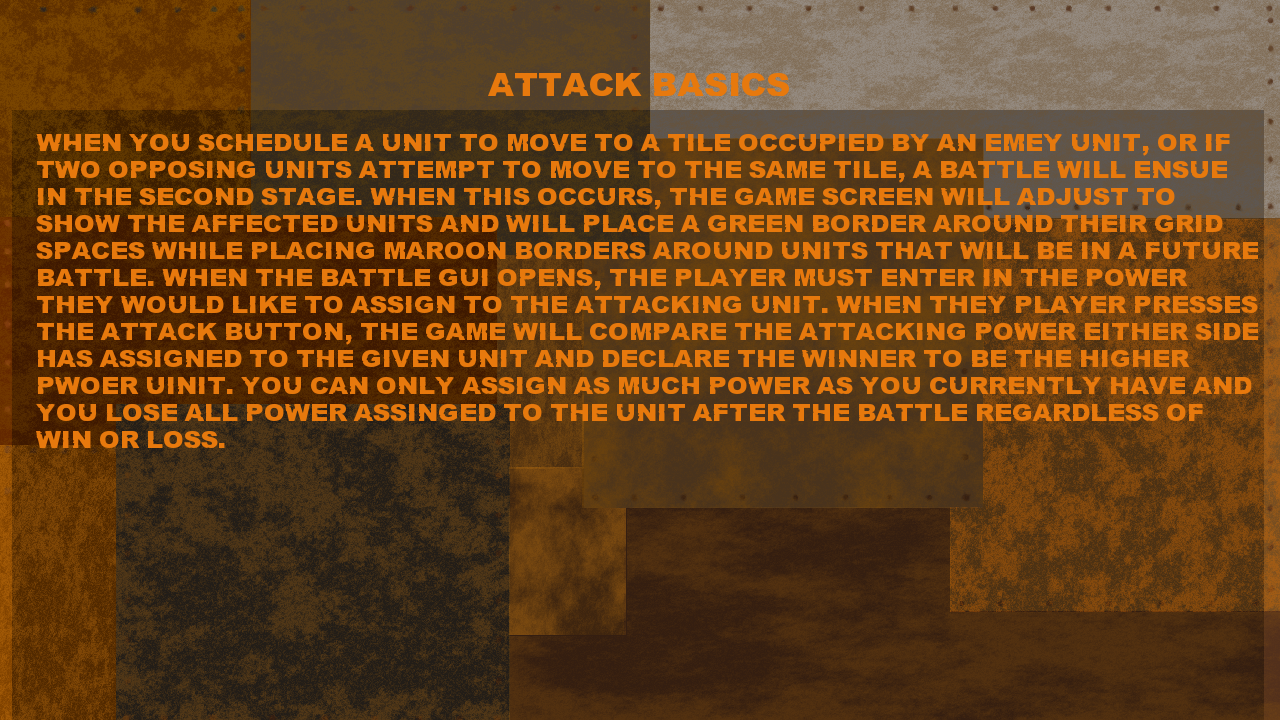 ATTACK BASICS
WHEN YOU SCHEDULE A UNIT TO MOVE TO A TILE OCCUPIED BY AN EMEY UNIT, OR IF
TWO OPPOSING UNITS ATTEMPT TO MOVE TO THE SAME TILE, A BATTLE WILL ENSUE
IN THE SECOND STAGE. WHEN THIS OCCURS, THE GAME SCREEN WILL ADJUST TO
SHOW THE AFFECTED UNITS AND WILL PLACE A GREEN BORDER AROUND THEIR GRID
SPACES WHILE PLACING MAROON BORDERS AROUND UNITS THAT WILL BE IN A FUTURE
BATTLE. WHEN THE BATTLE GUI OPENS, THE PLAYER MUST ENTER IN THE POWER
THEY WOULD LIKE TO ASSIGN TO THE ATTACKING UNIT. WHEN THEY PLAYER PRESSES
THE ATTACK BUTTON, THE GAME WILL COMPARE THE ATTACKING POWER EITHER SIDE
HAS ASSIGNED TO THE GIVEN UNIT AND DECLARE THE WINNER TO BE THE HIGHER
PWOER UINIT. YOU CAN ONLY ASSIGN AS MUCH POWER AS YOU CURRENTLY HAVE AND
YOU LOSE ALL POWER ASSINGED TO THE UNIT AFTER THE BATTLE REGARDLESS OF
WIN OR LOSS.